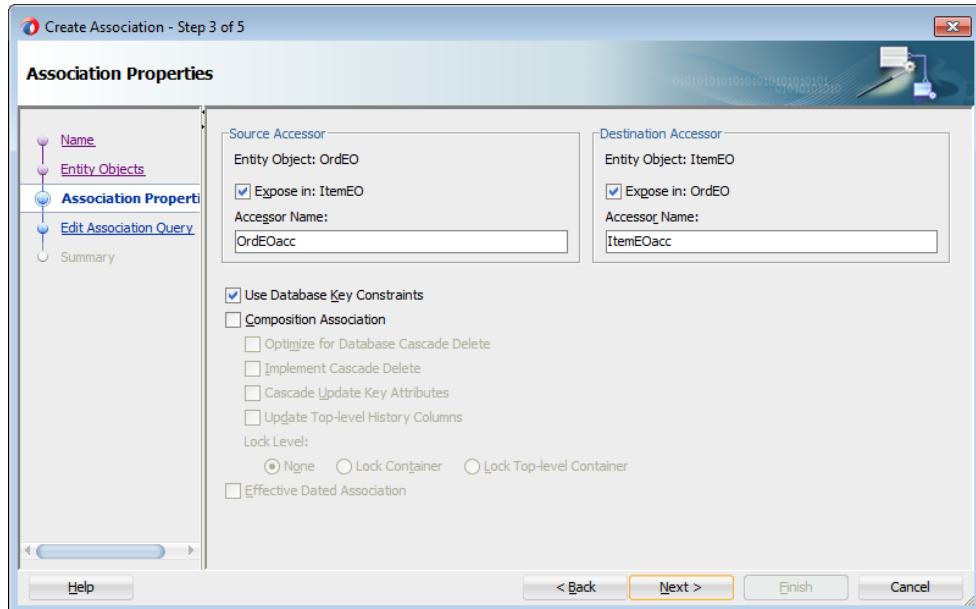 Create Association - Step 3 of 5
Association Properties
Name
Entity Objects
Association Properti
Edit Association Query
Summary
Source Accessor
Entity Object: OrdEO
Expose in: ItemEO
Accessor Name:
OrdEOacc
Destination Accessor
Entity Object: ItemEO
Expose in: OrdEO
Accessor Name:
ItemEOacc
Use Database Key Constraints
Composition Association
Optimize for Database Cascade Delete
Implement Cascade Delete
Cascade Update Key Attributes
Update Top-level History Columns
Lock Level:
None Lock Container Lock Top-level Container
Effective Dated Association
Help < Back Next > Finish Cancel